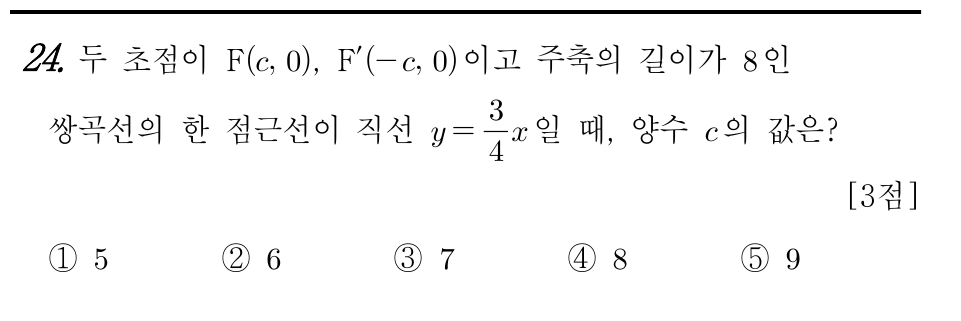 24. 두 초점이 F(c, 0), F′(−c, 0)이고 주축의 길이가 8인
쌍곡선의 한 점근선이 직선 y=3/4x일 때, 양수 c의 값은?
[3점]
① 5 ② 6 ③ 7 ④ 8 ⑤ 9